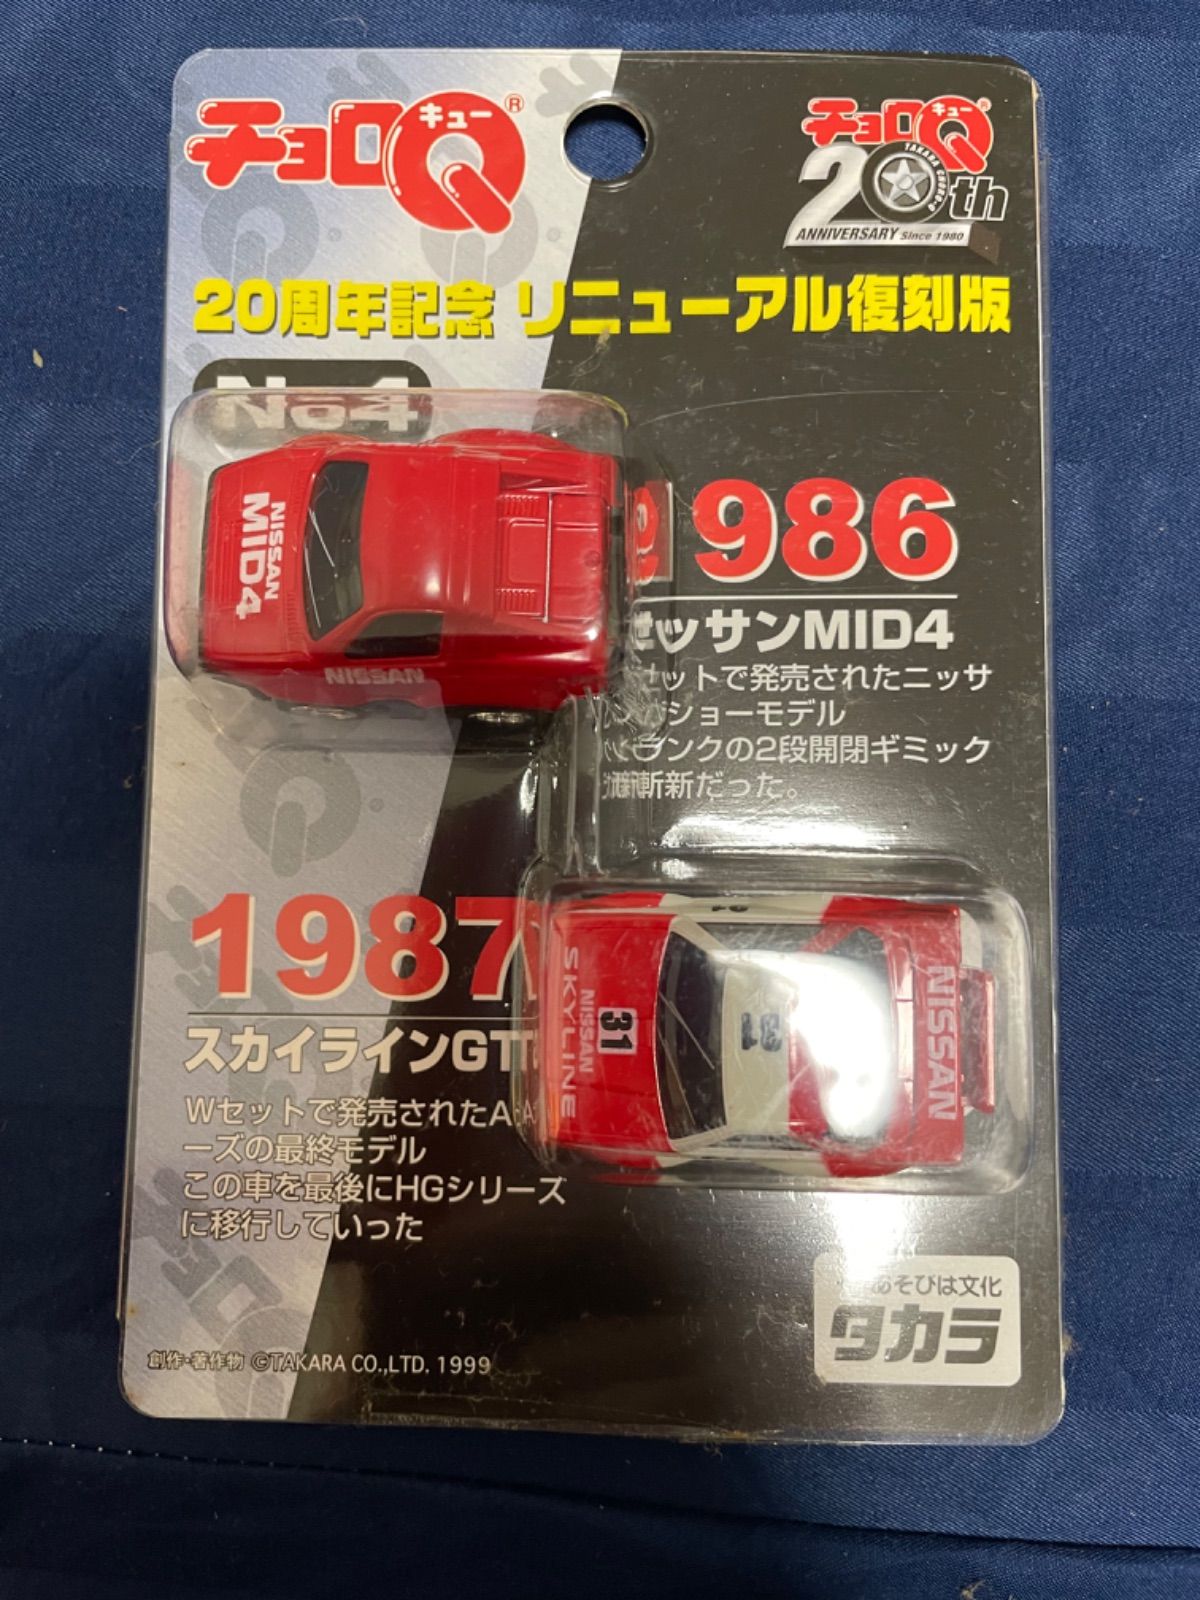 チョロQ®
キュー
チョロQ®
キュー
TAKARA CHORO-Q
20th
ANNIVERSARY Since 1980
20周年記念 リニューアル復刻版
No4
NISSAN
MID4
NISSAN
986
ッサンMID4
セットで発売されたニッサ
ショーモデル
ランクの2段開閉ギミック
斬新だった。
1987
スカイラインGT
Wセットで発売されたA
ーズの最終モデル
この車を最後にHGシリーズ
に移行していった
SKYLINE
NISSAN
31
31
NISSAN
あそびは文化
タカラ
創作・著作物 ©TAKARA CO.,LTD. 1999